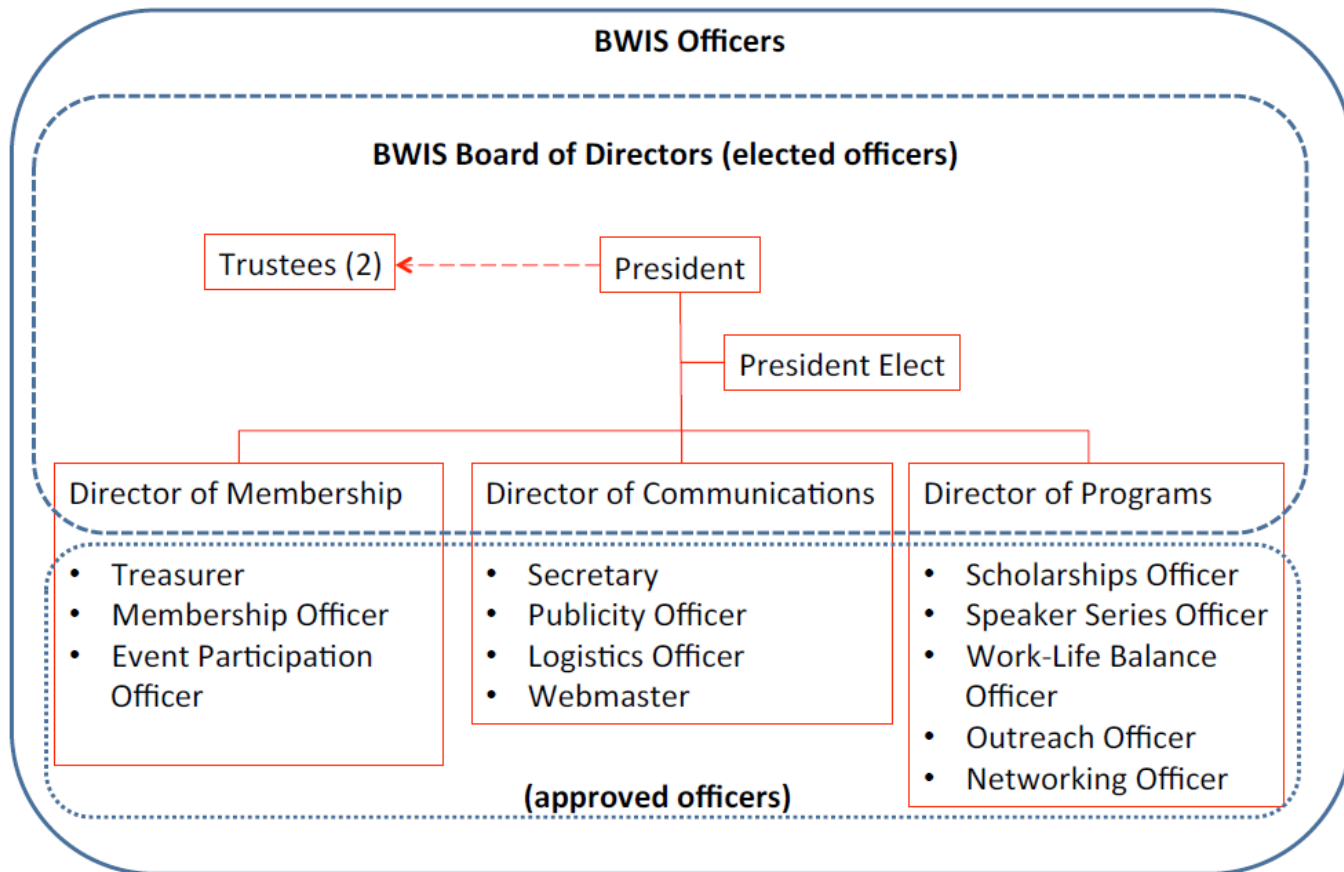 BWIS Officers
BWIS Board of Directors (elected officers)
Trustees (2)
President
President Elect
Director of Membership
• Treasurer
• Membership Officer
• Event Participation
Officer
Director of Communications
• Secretary
• Publicity Officer
• Logistics Officer
• Webmaster
Director of Programs
• Scholarships Officer
• Speaker Series Officer
• Work-Life Balance
Officer
• Outreach Officer
• Networking Officer
(approved officers)